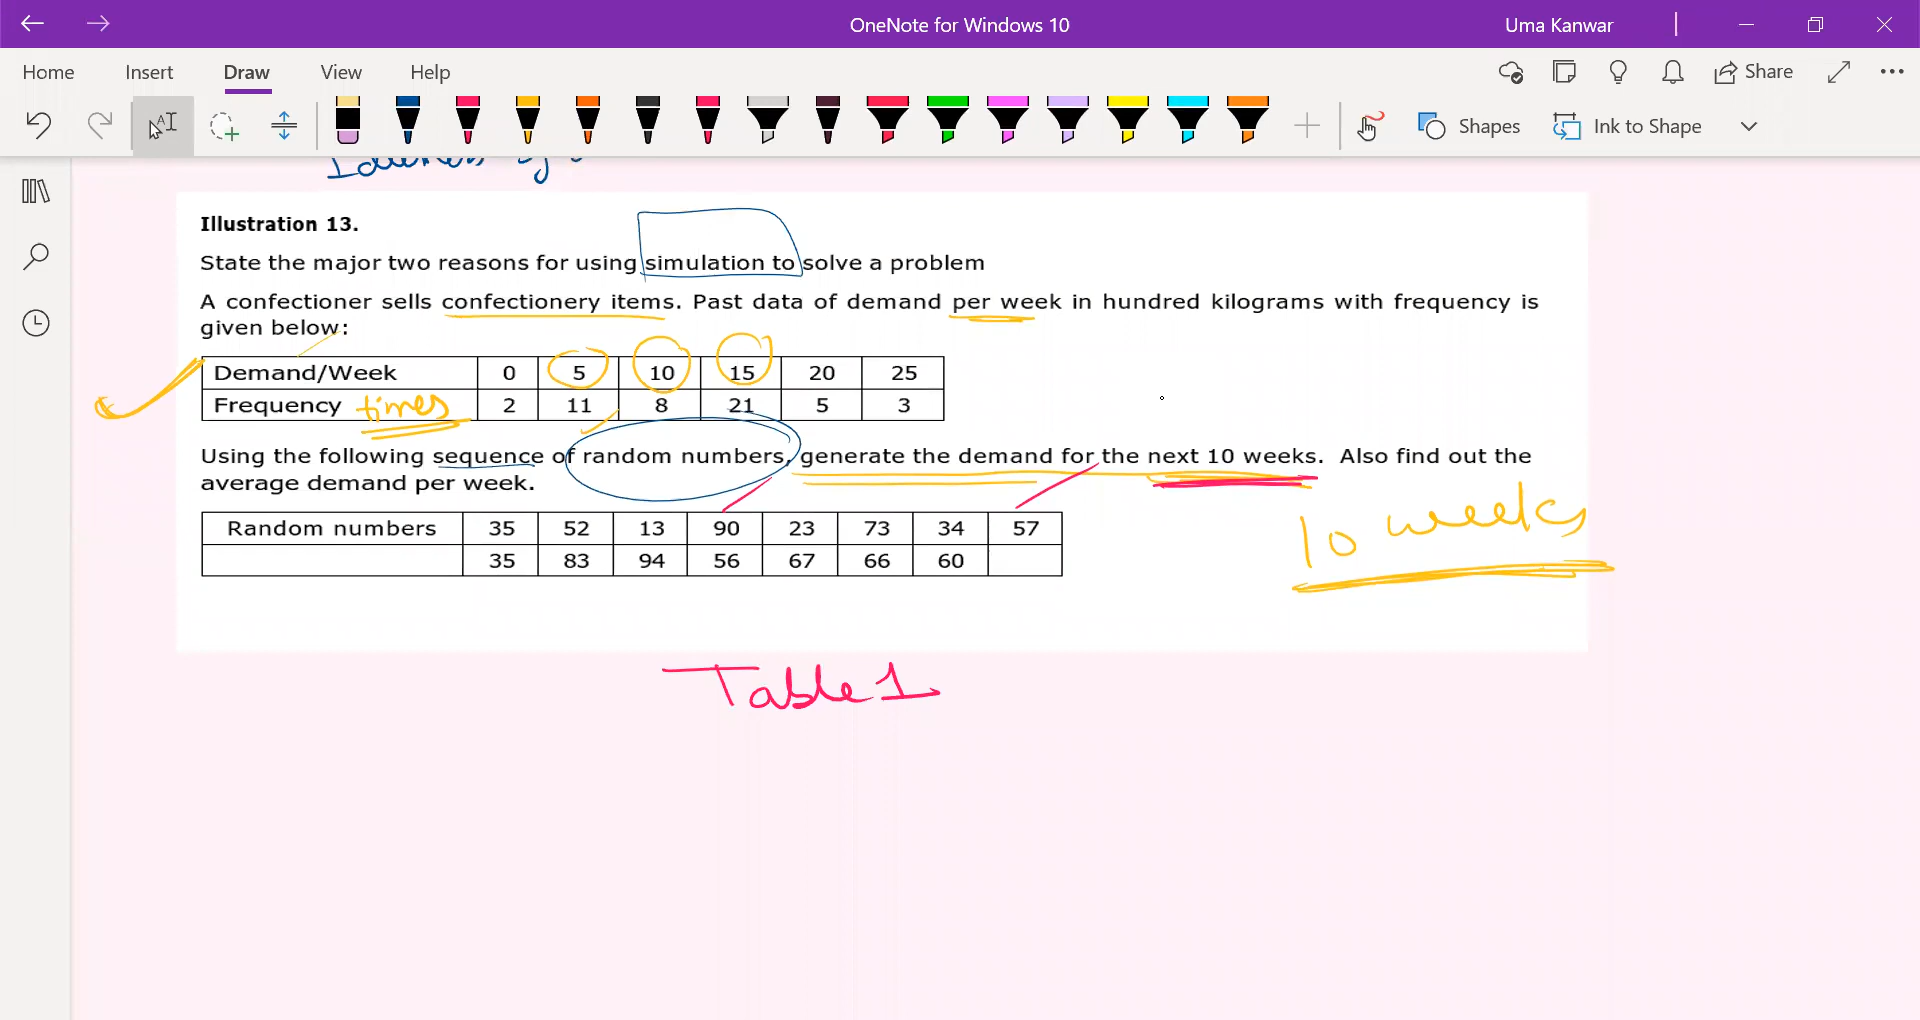 OneNote for Windows 10
Uma Kanwar
Home Insert Draw View Help
Share
Shapes Ink to Shape
Illustration 13.
State the major two reasons for using simulation to solve a problem
A confectioner sells confectionery items. Past data of demand per week in hundred kilograms with frequency is
given below:
Demand/Week 0 5 10 15 20 25
Frequency times 2 11 8 21 5 3
Using the following sequence of random numbers, generate the demand for the next 10 weeks. Also find out the
average demand per week.
10 weeks
Random numbers 35 52 13 90 23 73 34 57
35 83 94 56 67 66 60
Table 1